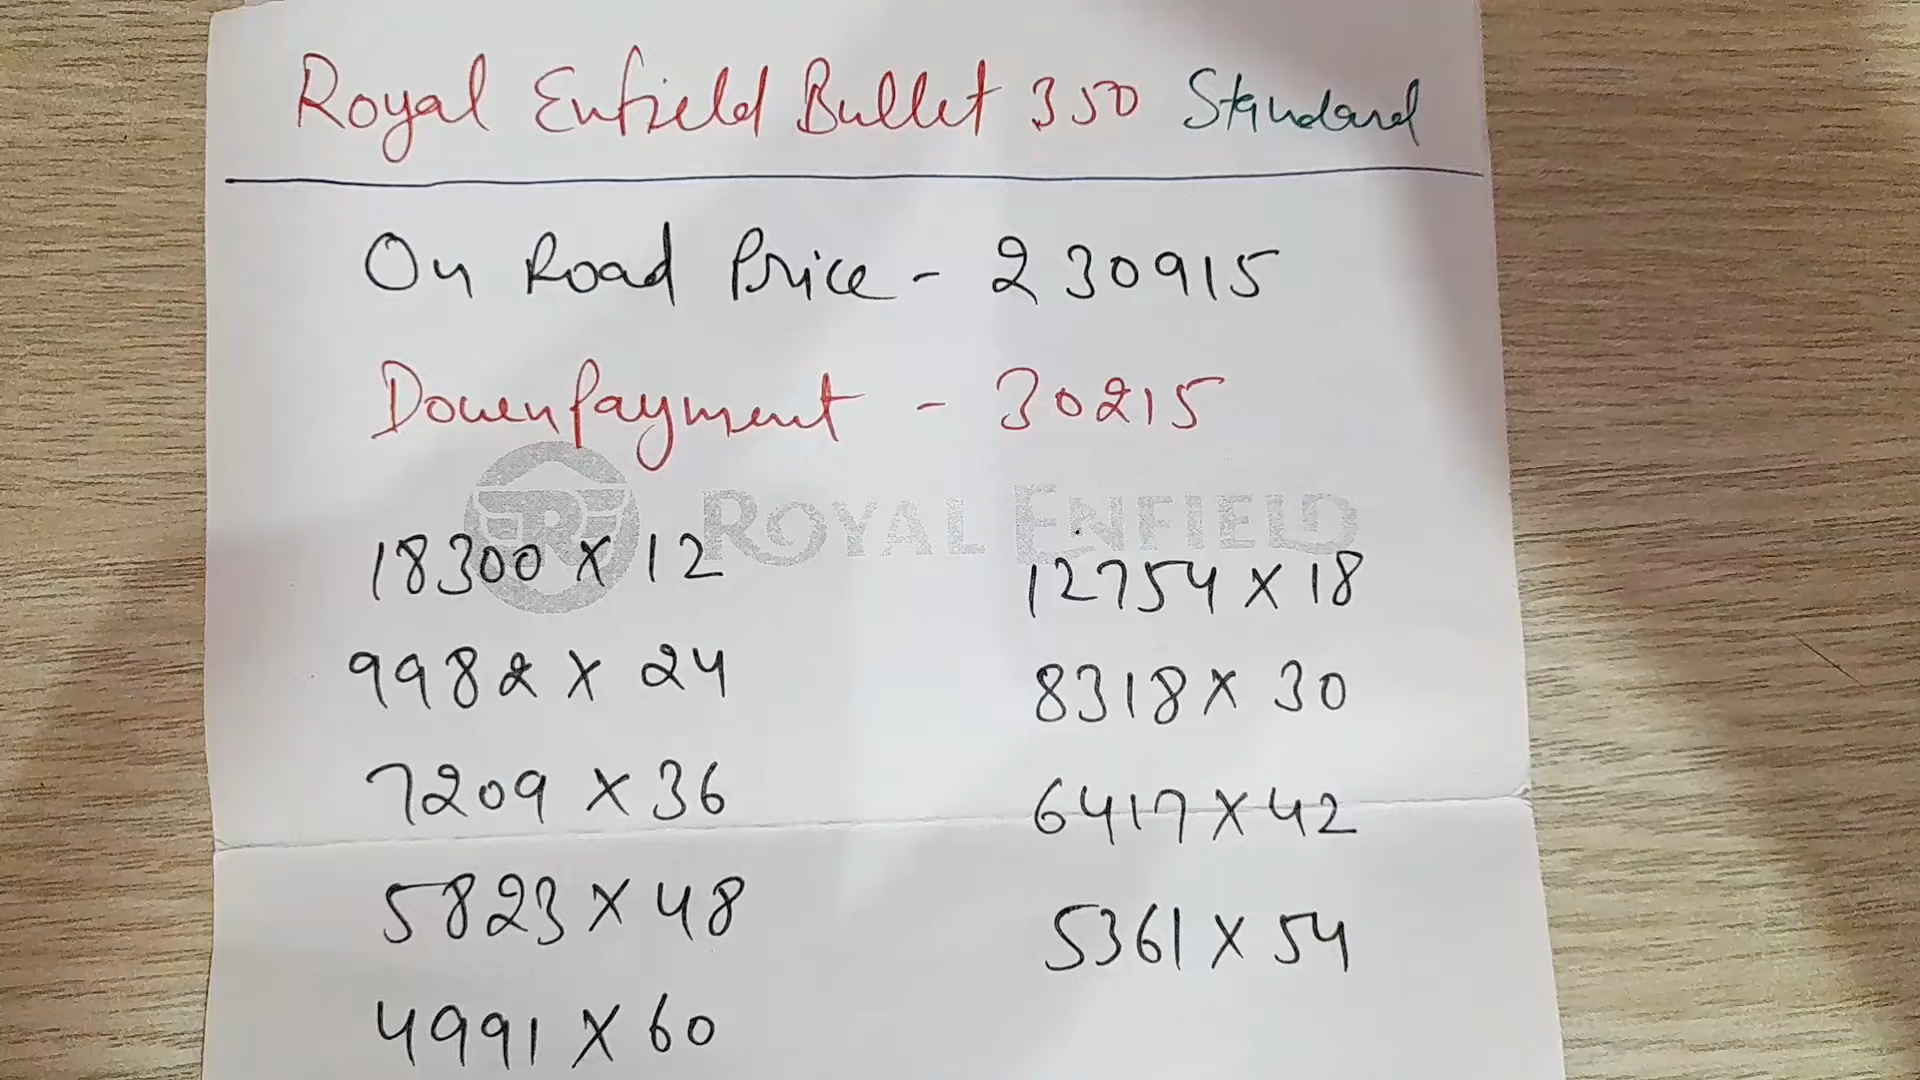 Royal Enfield Bullet 350 Standard
On Road Price - 230915
Downpayment - 30215
ROYAL ENFIELD
18300 X 12
12754 X 18
9982 X 24
8318 X 30
7209 X 36
6417 X 42
5823 X 48
5361 X 54
4991 X 60